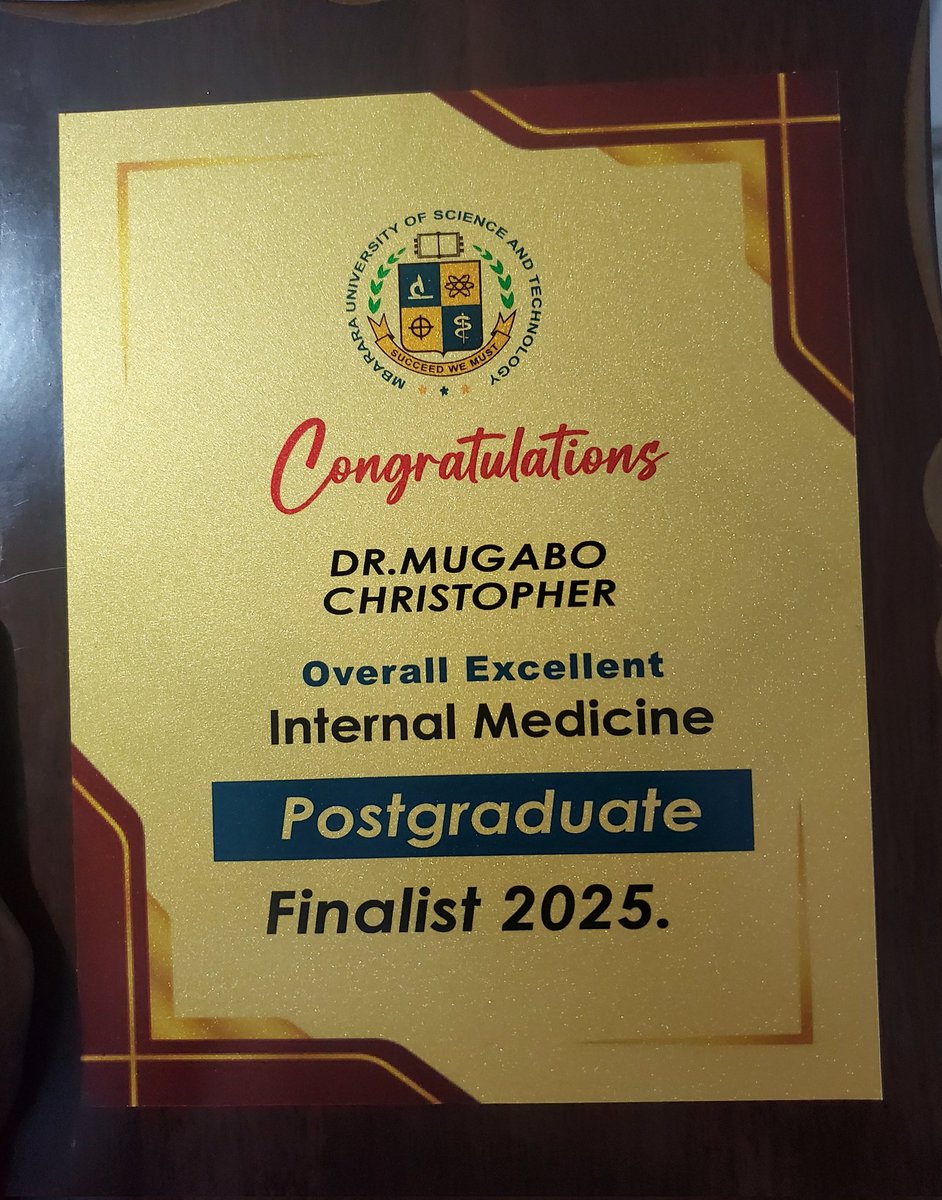 MBARARA UNIVERSITY OF SCIENCE AND TECHNOLOGY
SUCCEED WE MUST
Congratulations
DR.MUGABO
CHRISTOPHER
Overall Excellent
Internal Medicine
Postgraduate
Finalist 2025.